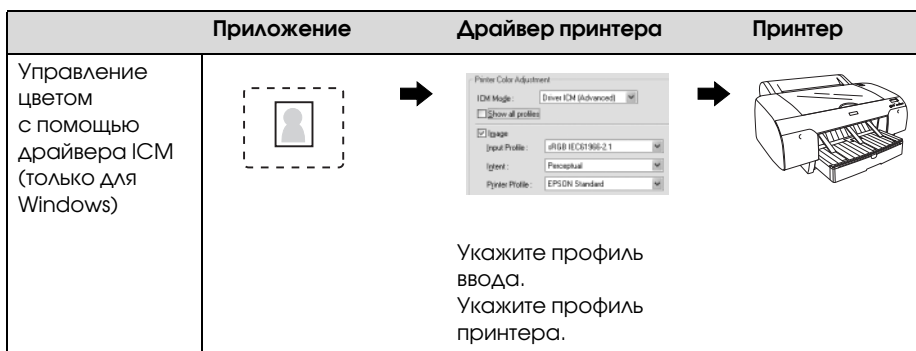 Приложение Драйвер принтера Принтер
Управление
цветом
с помощью
драйвера ICM
(только для
Windows)
Printer Color Adjustment
ICM Mode : Driver ICM (Advanced)
Show all profiles
Image
Input Profile : sRGB IEC61966-2.1
Intent : Perceptual
Printer Profile : EPSON Standard
Укажите профиль
ввода.
Укажите профиль
принтера.